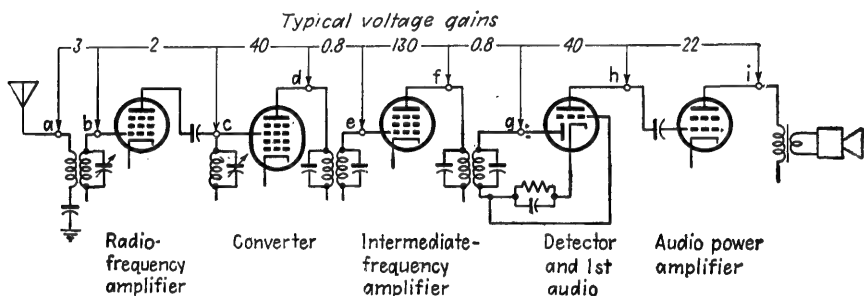 Typical voltage gains
3 2 40 0.8 130 0.8 40 22
a b c d e f g h i
Radio-
frequency
amplifier
Converter
Intermediate-
frequency
amplifier
Detector
and 1st
audio
Audio power
amplifier